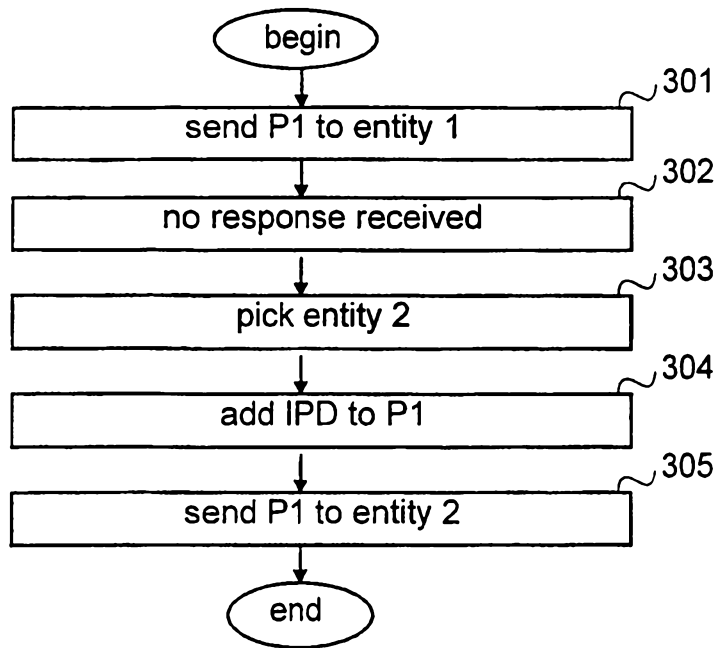 begin
301
send P1 to entity 1
302
no response received
303
pick entity 2
304
add IPD to P1
305
send P1 to entity 2
end